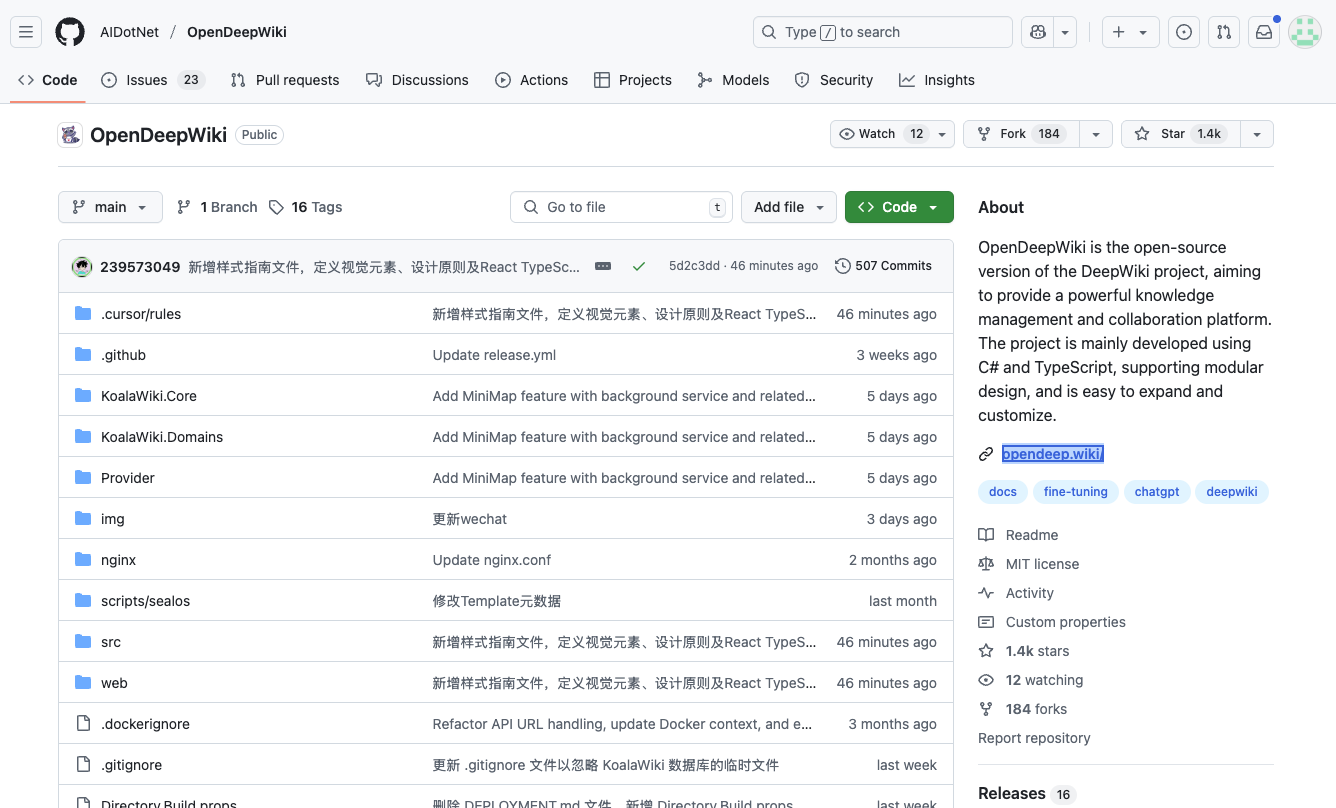 AIDotNet / OpenDeepWiki
Type / to search
Code
Issues 23
Pull requests
Discussions
Actions
Projects
Models
Security
Insights
OpenDeepWiki Public
Watch 12
Fork 184
Star 1.4k
main
1 Branch
16 Tags
Go to file t
Add file
Code
239573049 新增样式指南文件，定义视觉元素、设计原则及React TypeSc... 5d2c3dd · 46 minutes ago 507 Commits
.cursor/rules 新增样式指南文件，定义视觉元素、设计原则及React TypeS... 46 minutes ago
.github Update release.yml 3 weeks ago
KoalaWiki.Core Add MiniMap feature with background service and related... 5 days ago
KoalaWiki.Domains Add MiniMap feature with background service and related... 5 days ago
Provider Add MiniMap feature with background service and related... 5 days ago
img 更新wechat 3 days ago
nginx Update nginx.conf 2 months ago
scripts/sealos 修改Template元数据 last month
src 新增样式指南文件，定义视觉元素、设计原则及React TypeS... 46 minutes ago
web 新增样式指南文件，定义视觉元素、设计原则及React TypeS... 46 minutes ago
.dockerignore Refactor API URL handling, update Docker context, and e... 3 months ago
.gitignore 更新 .gitignore 文件以忽略 KoalaWiki 数据库的临时文件 last week
Directory.Build.props 删除 DEPLOYMENT.md 文件，新增 Directory.Build.props last week
About
OpenDeepWiki is the open-source
version of the DeepWiki project, aiming
to provide a powerful knowledge
management and collaboration platform.
The project is mainly developed using
C# and TypeScript, supporting modular
design, and is easy to expand and
customize.
opendeep.wiki/
docs fine-tuning chatgpt deepwiki
Readme
MIT license
Activity
Custom properties
1.4k stars
12 watching
184 forks
Report repository
Releases 16